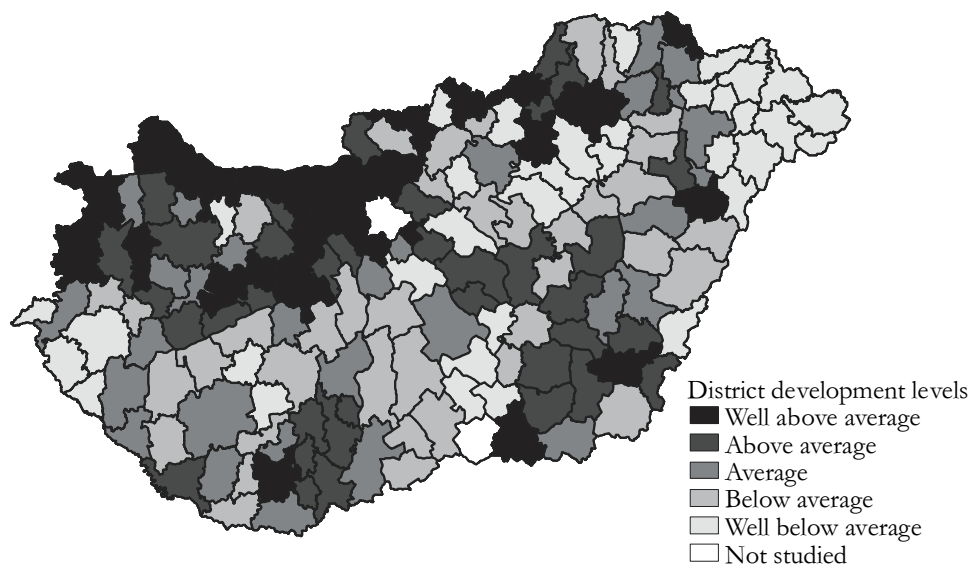 District development levels
Well above average
Above average
Average
Below average
Well below average
Not studied